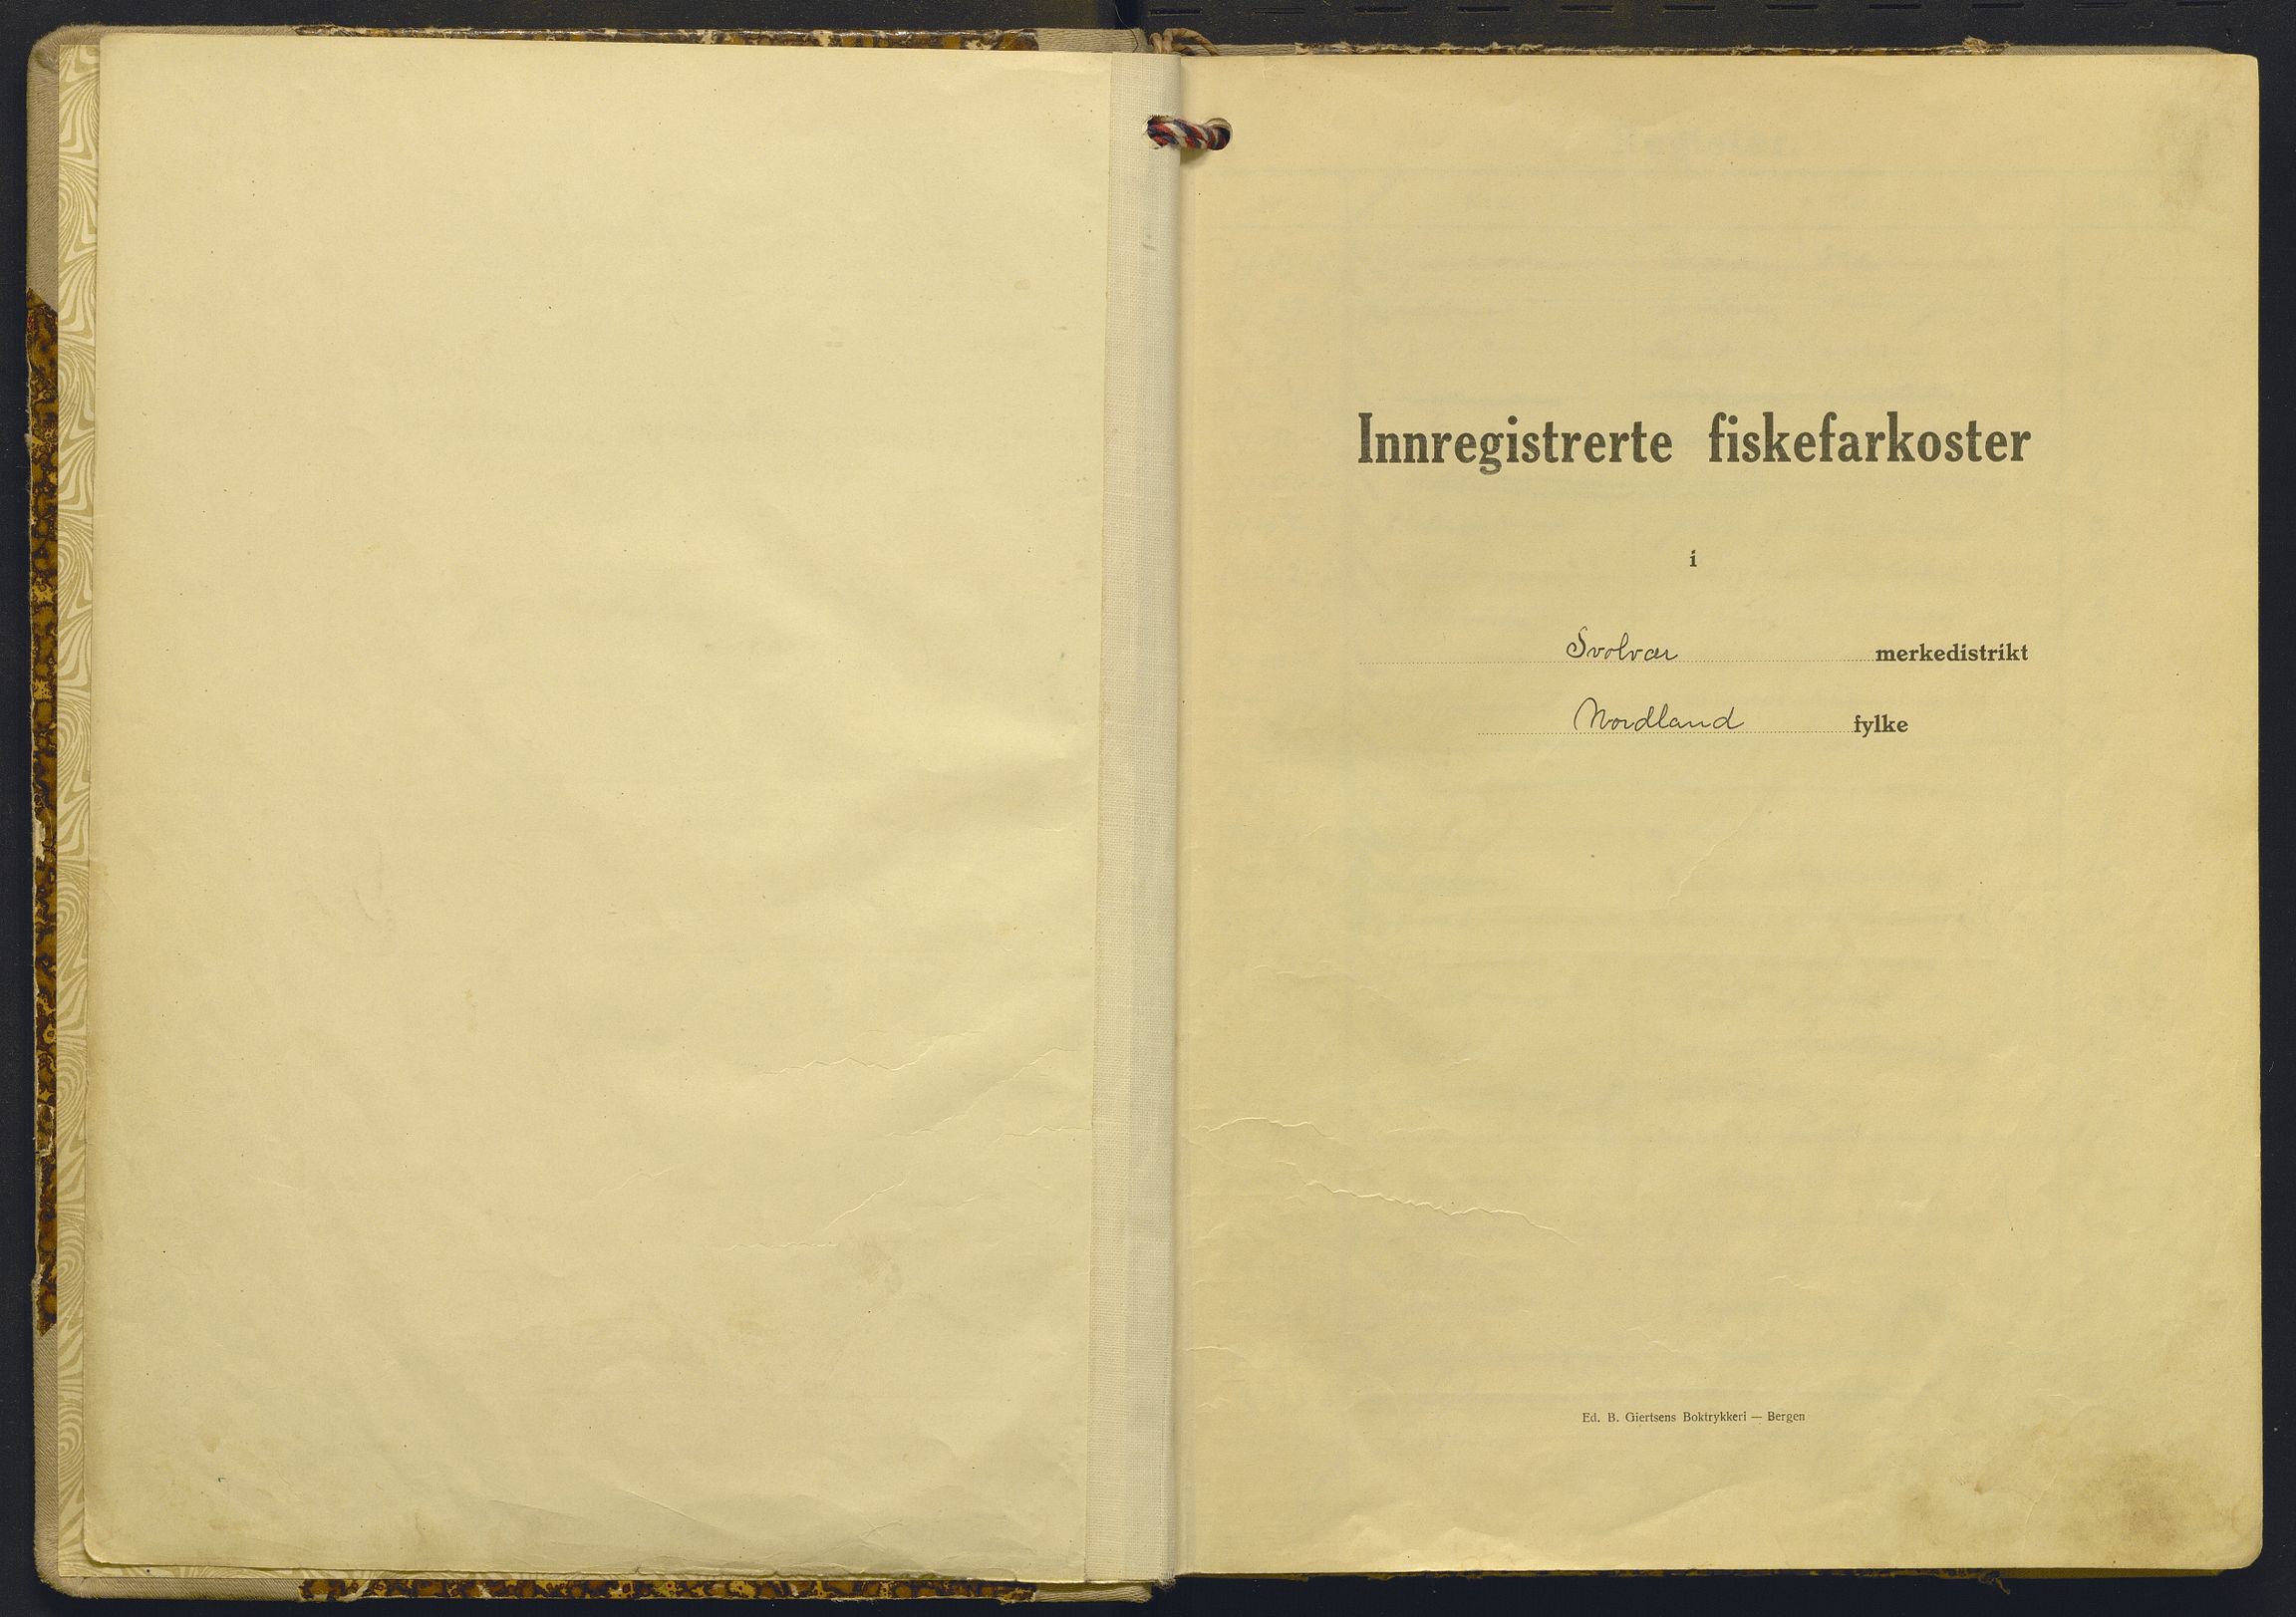 Innregistrerte fiskefarkoster
i
Svolvær merkedistrikt
Nordland fylke
Ed. B. Giertsens Boktrykkeri — Bergen